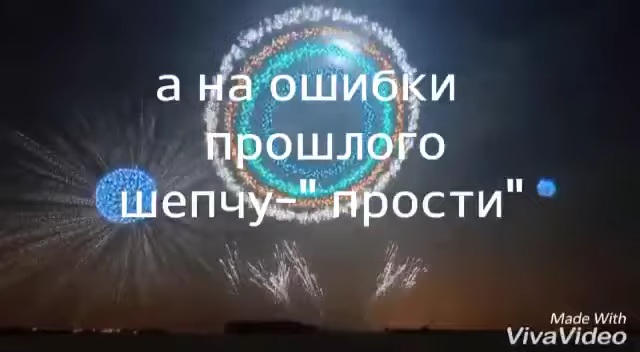 а на ошибки
прошлого
шепчу-" прости"
Made With
VivaVideo